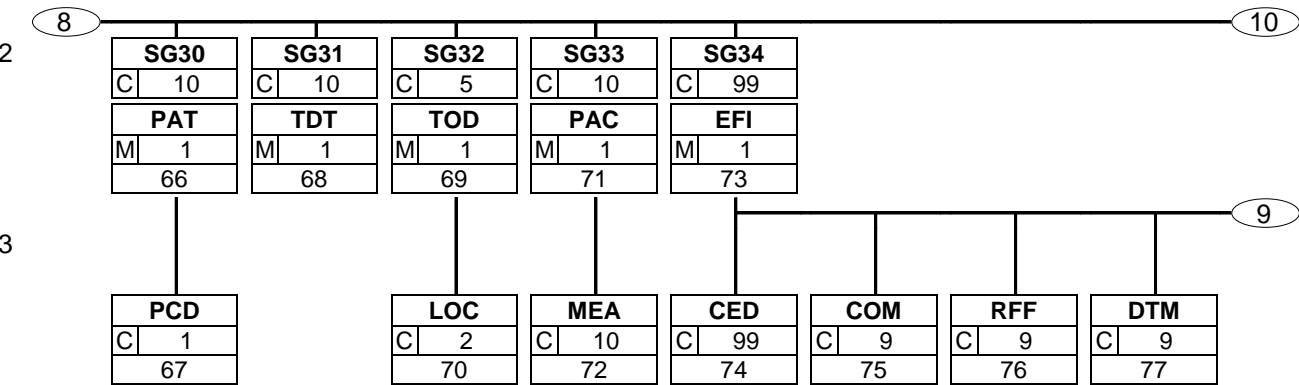 8 10
2 SG30 SG31 SG32 SG33 SG34
C 10 C 10 C 5 C 10 C 99
PAT TDT TOD PAC EFI
M 1 M 1 M 1 M 1 M 1
66 68 69 71 73
9
3
PCD LOC MEA CED COM RFF DTM
C 1 C 2 C 10 C 99 C 9 C 9 C 9
67 70 72 74 75 76 77